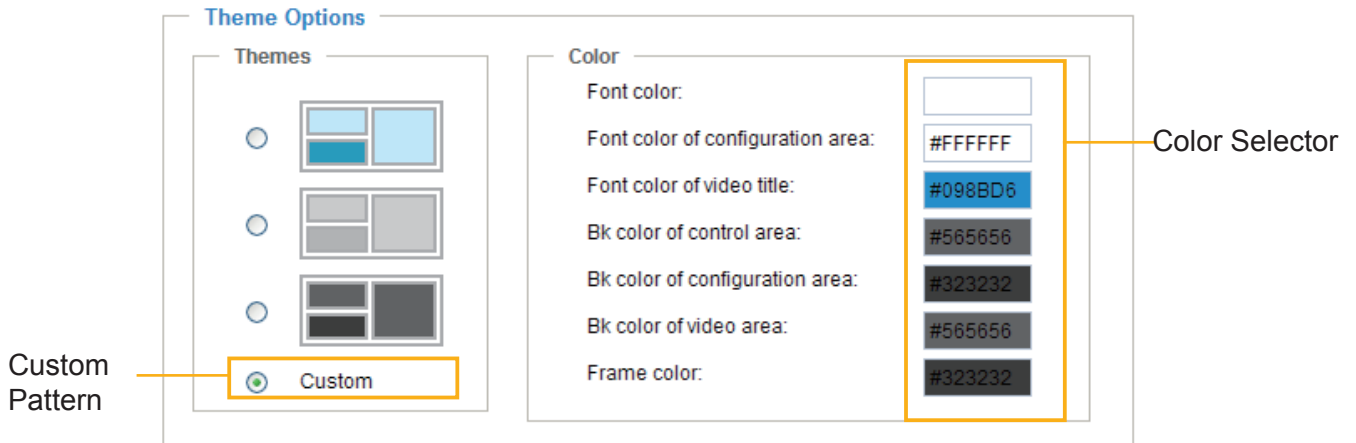 Theme Options
Themes
Custom
Color
Font color:
Font color of configuration area: #FFFFFF
Font color of video title: #098BD6
Bk color of control area: #565656
Bk color of configuration area: #323232
Bk color of video area: #565656
Frame color: #323232
Color Selector
Custom
Pattern